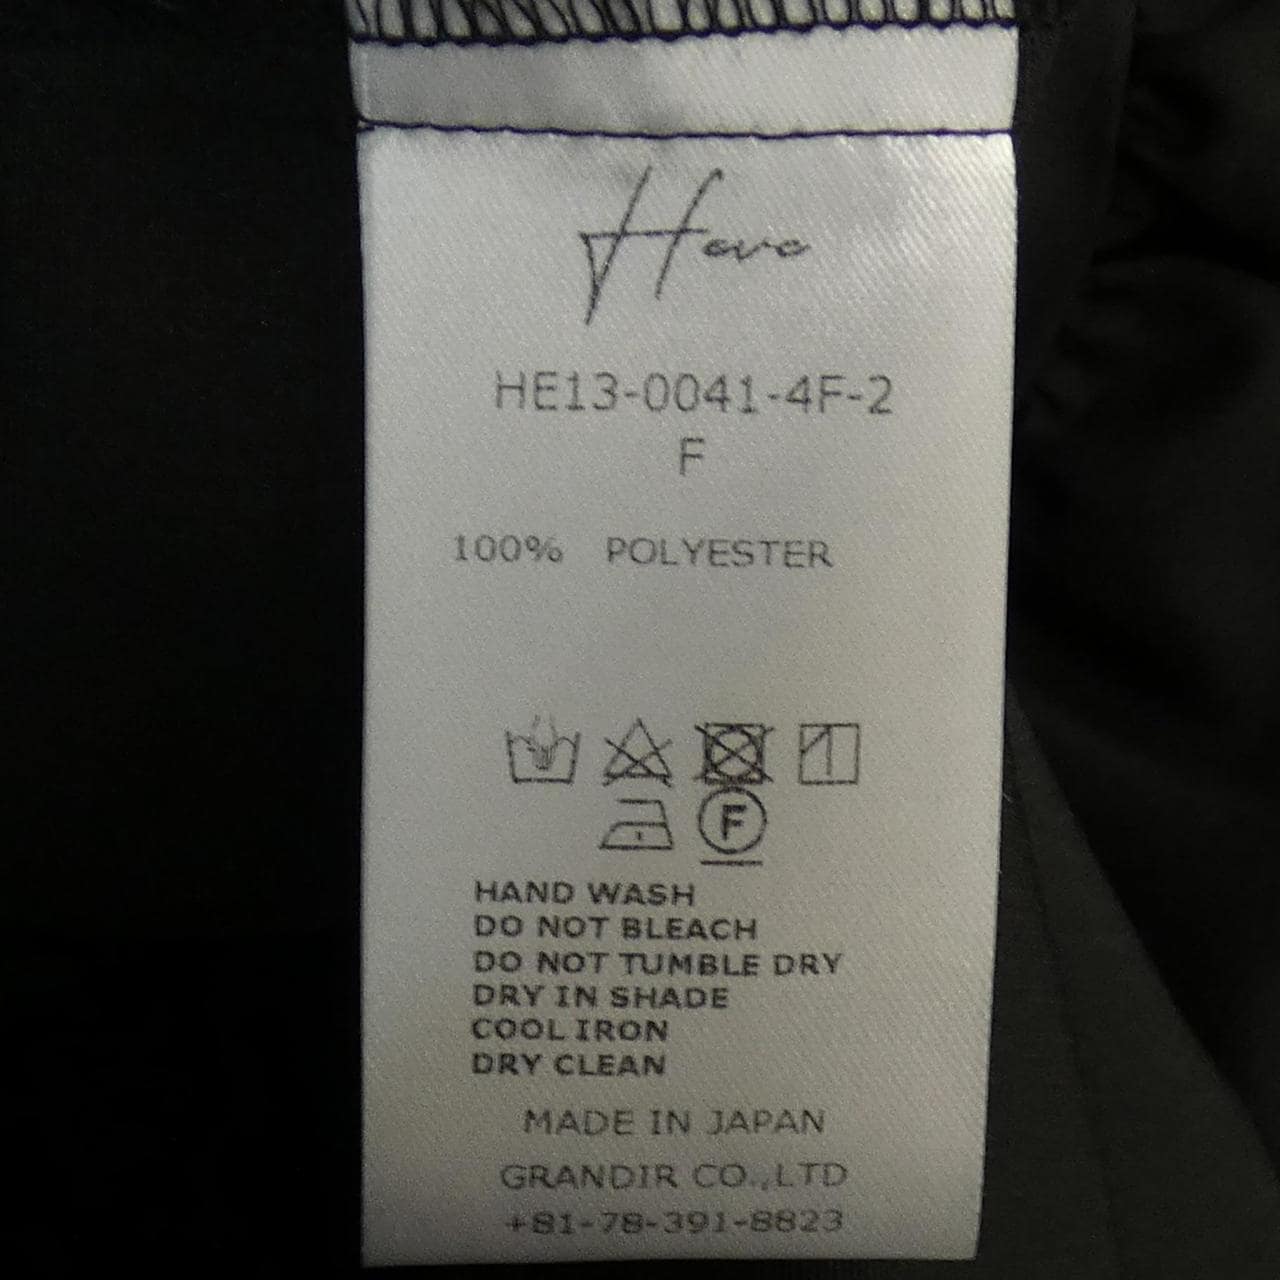 Heve
HE13-0041-4F-2
F
100% POLYESTER
F
HAND WASH
DO NOT BLEACH
DO NOT TUMBLE DRY
DRY IN SHADE
COOL IRON
DRY CLEAN
MADE IN JAPAN
GRANDIR CO.,LTD
+81-78-391-8823